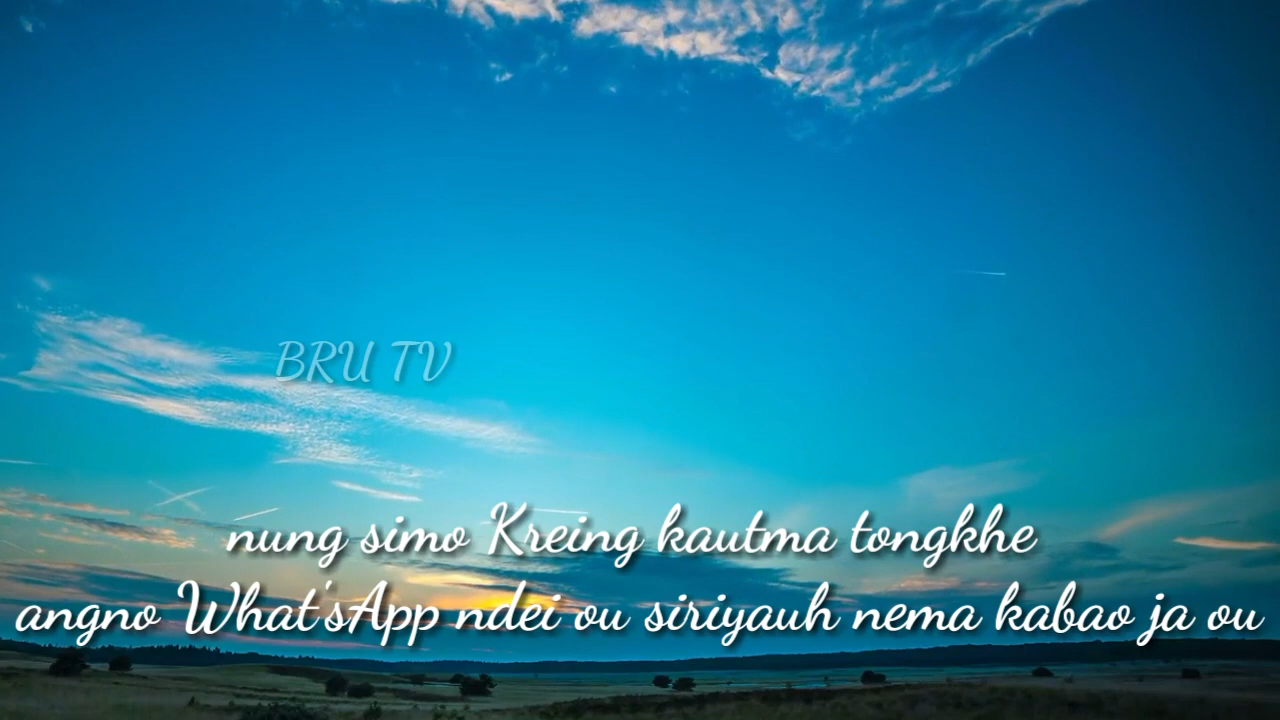 BRU TV
nung simo Kreing kautma tongkhe
angno What'sApp ndei ou siriyauh nema kabao ja ou